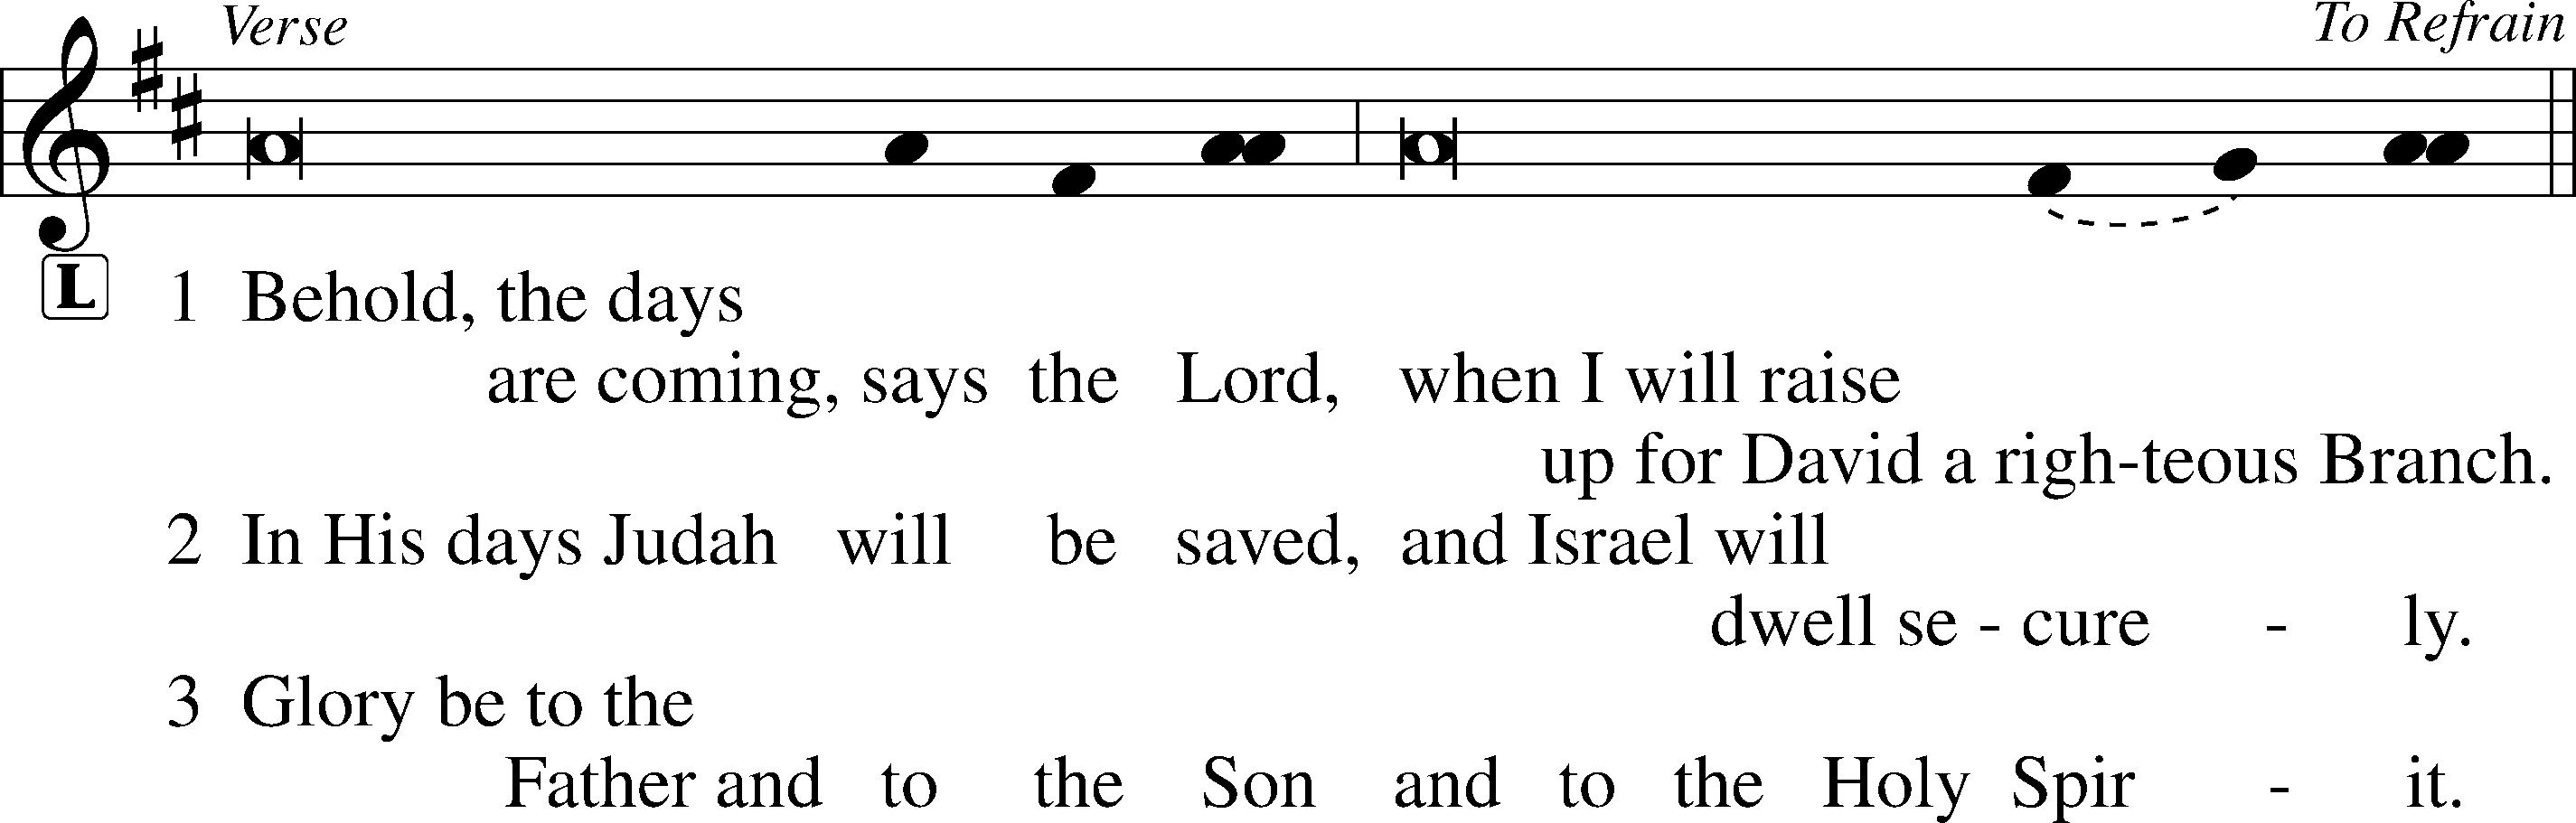 Verse To Refrain
L 1 Behold, the days
are coming, says the Lord, when I will raise
up for David a righ-teous Branch.
2 In His days Judah will be saved, and Israel will
dwell se - cure - ly.
3 Glory be to the
Father and to the Son and to the Holy Spir - it.